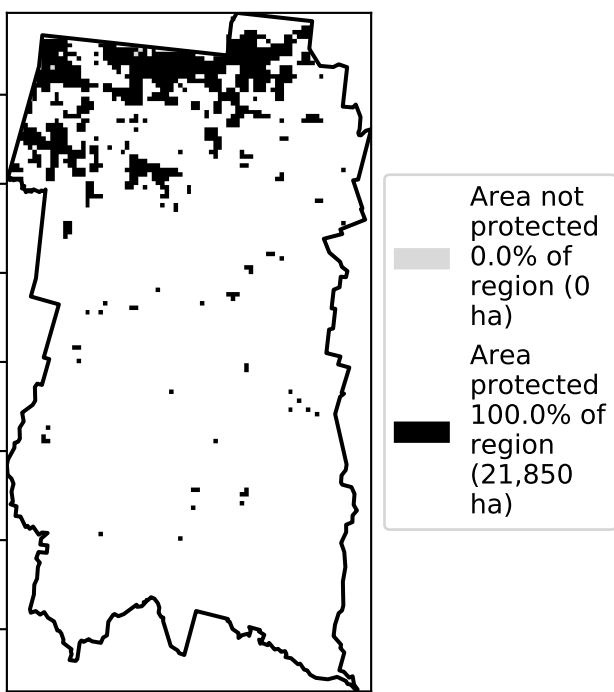 Area not
protected
0.0% of
region (0
ha)
Area
protected
100.0% of
region
(21,850
ha)